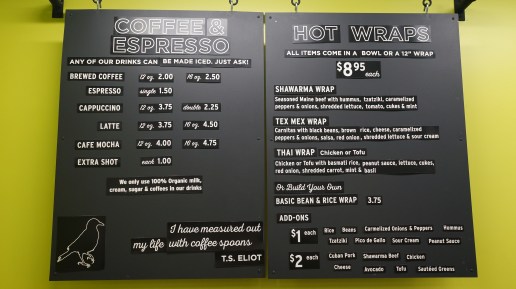 COFFEE &
ESPRESSO
ANY OF OUR DRINKS CAN BE MADE ICED. JUST ASK!
BREWED COFFEE 12 oz. 2.00 16 oz. 2.50
ESPRESSO single 1.50
CAPPUCCINO 12 oz. 3.75 double 2.25
LATTE 12 oz. 3.75 16 oz. 4.50
CAFE MOCHA 12 oz. 4.00 16 oz. 4.75
EXTRA SHOT each 1.00
We only use 100% Organic milk,
cream, sugar & coffees in our drinks
I have measured out
my life with coffee spoons
T.S. ELIOT
HOT WRAPS
ALL ITEMS COME IN A BOWL OR A 12" WRAP
$8.95 each
SHAWARMA WRAP
Seasoned Maine beef with hummus, tzatziki, caramelized
peppers & onions, shredded lettuce, tomato, cukes & mint
TEX MEX WRAP
Carnitas with black beans, brown rice, cheese, caramelized
peppers & onions, salsa, red onion, shredded lettuce & sour cream
THAI WRAP Chicken or Tofu
Chicken or Tofu with basmati rice, peanut sauce, lettuce, cukes,
red onion, shredded carrot, mint & basil
Or Build Your Own
BASIC BEAN & RICE WRAP 3.75
ADD-ONS
$1 each Rice Beans Carmelized Onions & Peppers Hummus
Tzatziki Pico de Gallo Sour Cream Peanut Sauce
$2 each Cuban Pork Shawarma Beef Chicken
Cheese Avocado Tofu Sautéed Greens